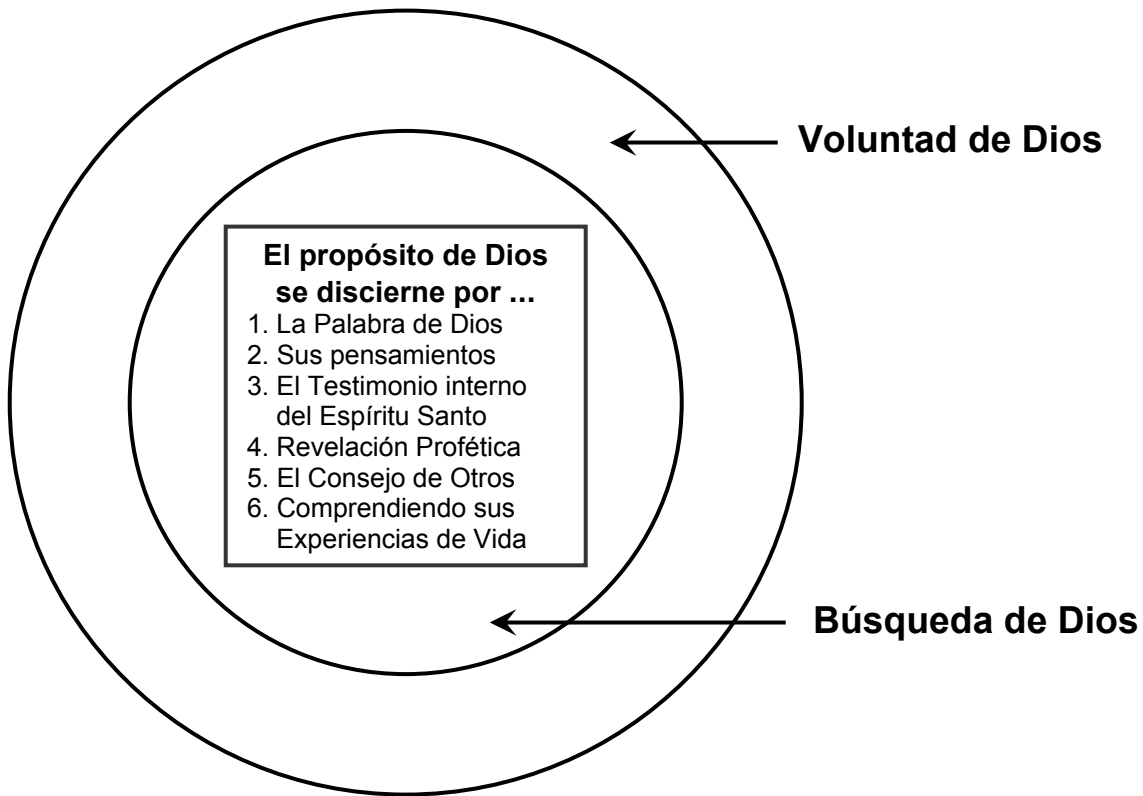 Voluntad de Dios
El propósito de Dios
se discierne por ...
1. La Palabra de Dios
2. Sus pensamientos
3. El Testimonio interno
del Espíritu Santo
4. Revelación Profética
5. El Consejo de Otros
6. Comprendiendo sus
Experiencias de Vida
Búsqueda de Dios